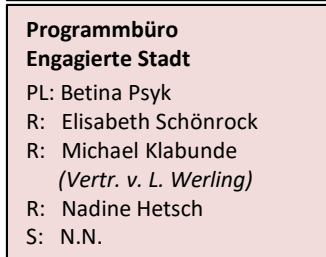 Programmbüro
Engagierte Stadt
PL: Betina Psyk
R: Elisabeth Schönrock
R: Michael Klabunde
(Vertr. v. L. Werling)
R: Nadine Hetsch
S: N.N.